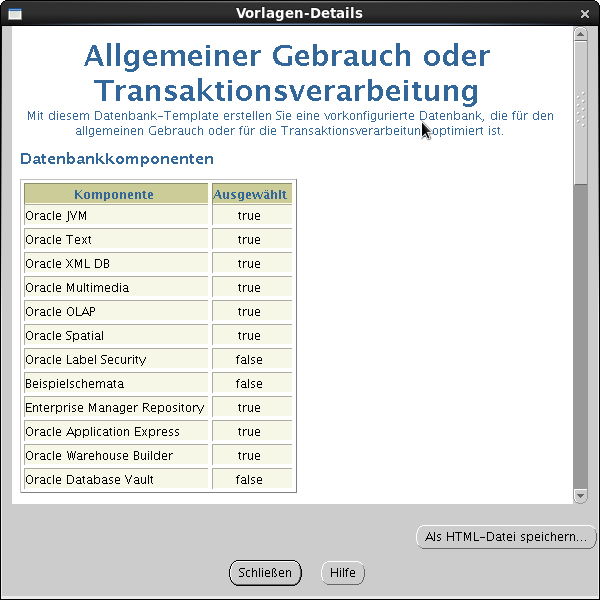 Vorlagen-Details
Allgemeiner Gebrauch oder
Transaktionsverarbeitung
Mit diesem Datenbank-Template erstellen Sie eine vorkonfigurierte Datenbank, die für den
allgemeinen Gebrauch oder für die Transaktionsverarbeitung optimiert ist.
Datenbankkomponenten
Komponente Ausgewählt
Oracle JVM true
Oracle Text true
Oracle XML DB true
Oracle Multimedia true
Oracle OLAP true
Oracle Spatial true
Oracle Label Security false
Beispielschemata false
Enterprise Manager Repository true
Oracle Application Express true
Oracle Warehouse Builder true
Oracle Database Vault false
Als HTML-Datei speichern...
Schließen Hilfe